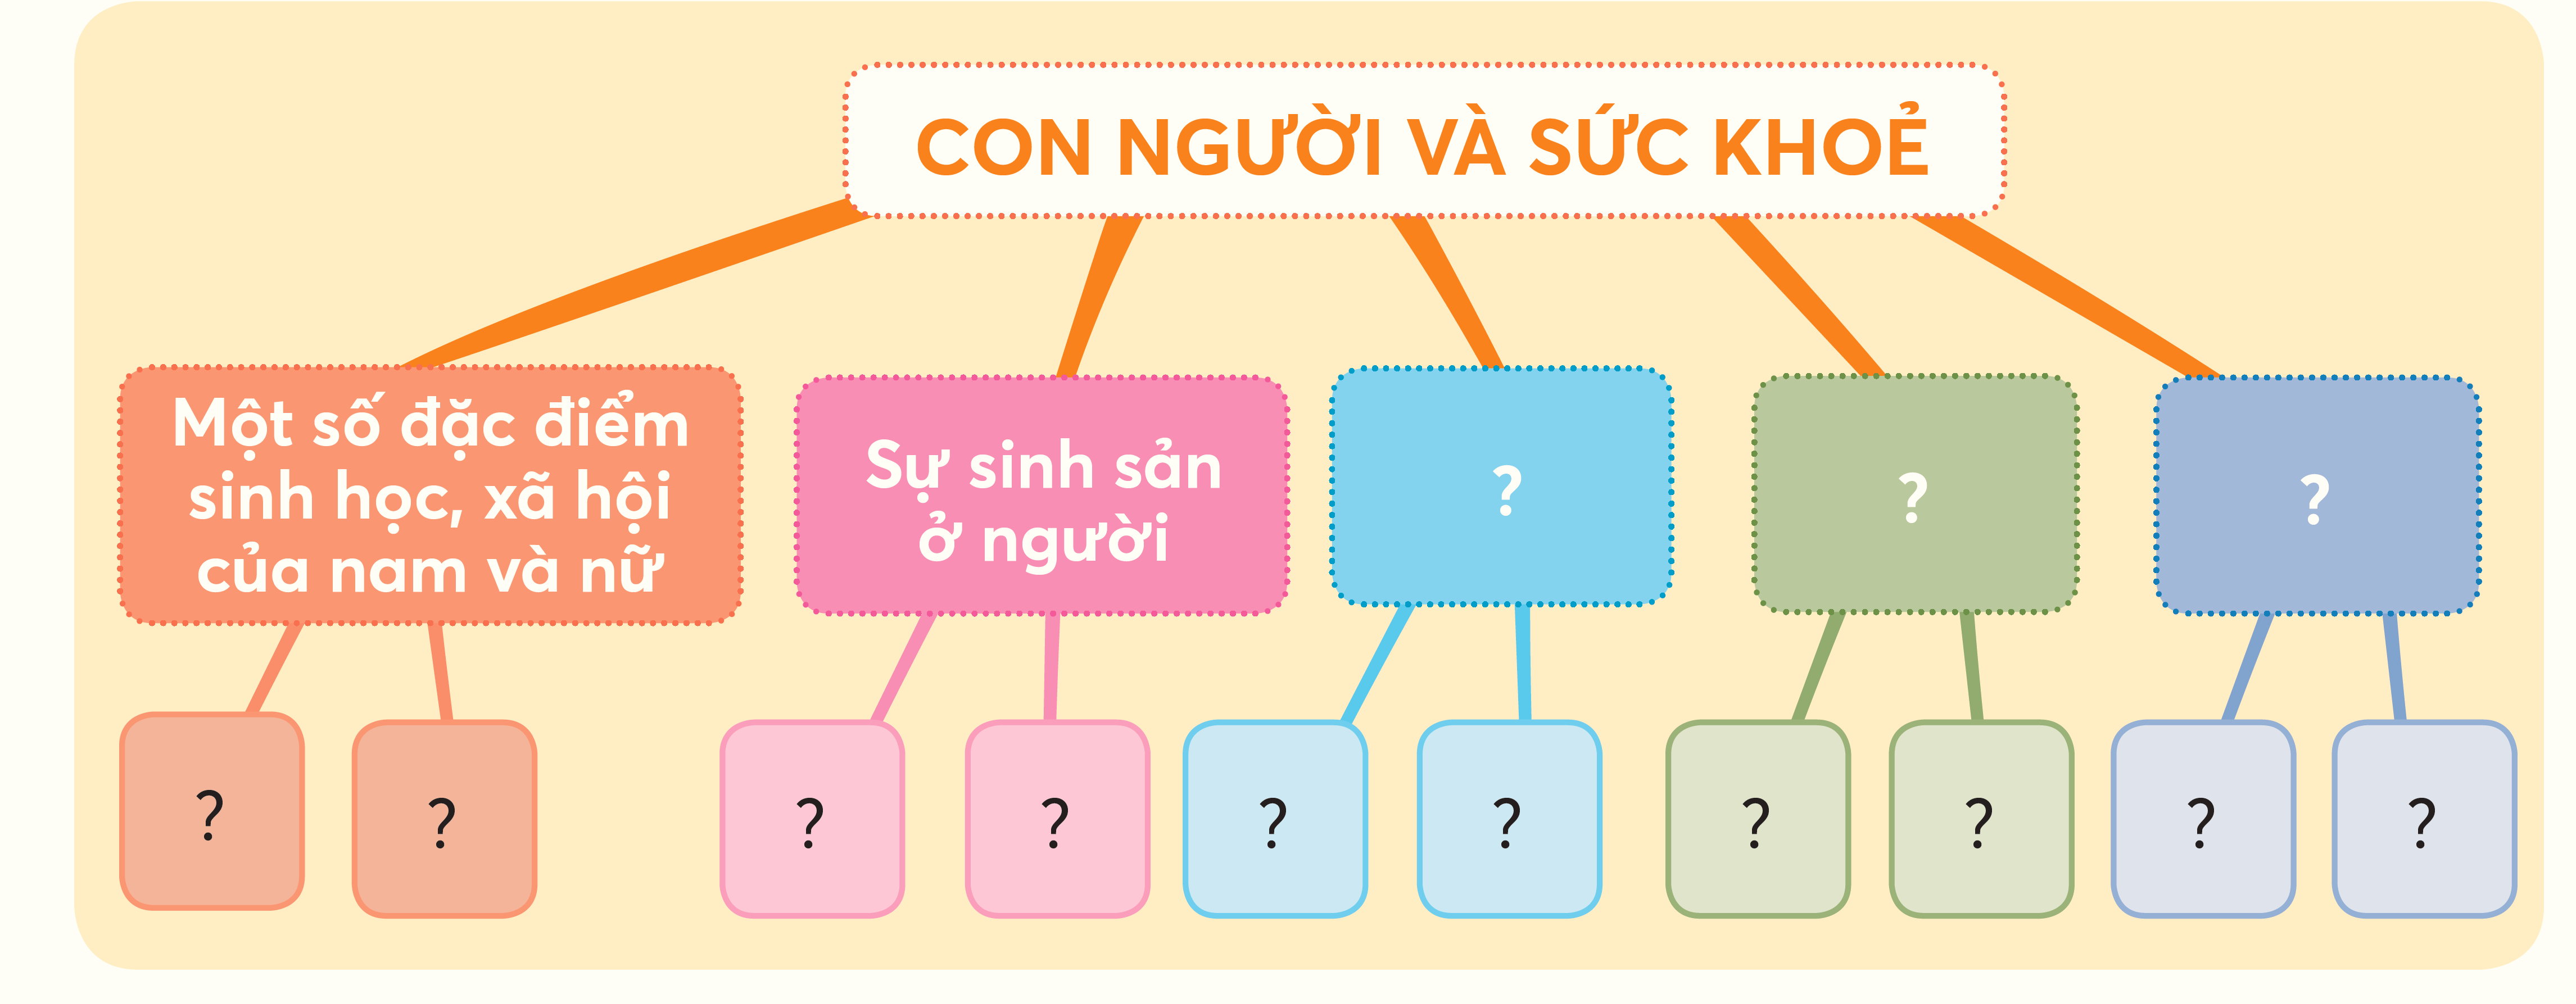 CON NGƯỜI VÀ SỨC KHOẺ
Một số đặc điểm
sinh học, xã hội
của nam và nữ
Sự sinh sản
ở người
?
?
?
?
?
?
?
?
?
?
?
?
?